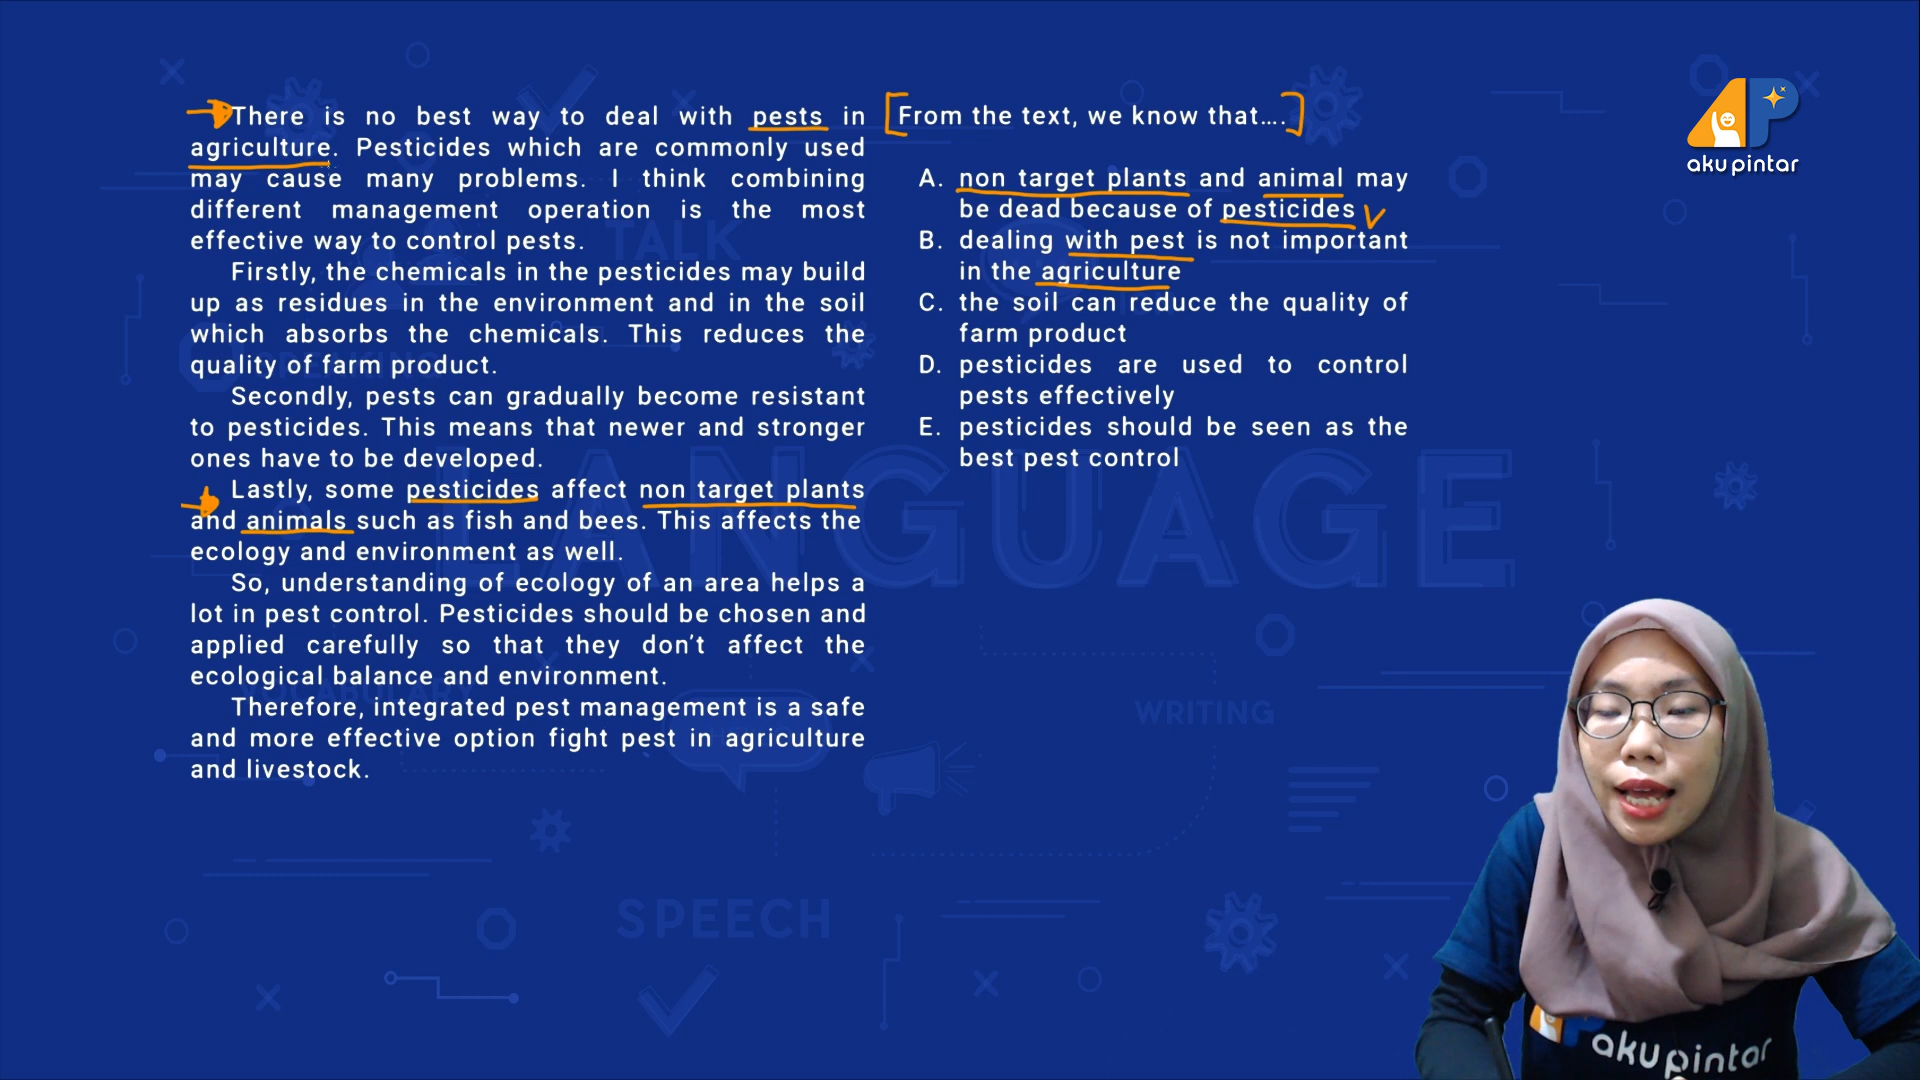 There is no best way to deal with pests in
agriculture. Pesticides which are commonly used
may cause many problems. I think combining
different management operation is the most
effective way to control pests.
Firstly, the chemicals in the pesticides may build
up as residues in the environment and in the soil
which absorbs the chemicals. This reduces the
quality of farm product.
Secondly, pests can gradually become resistant
to pesticides. This means that newer and stronger
ones have to be developed.
Lastly, some pesticides affect non target plants
and animals such as fish and bees. This affects the
ecology and environment as well.
So, understanding of ecology of an area helps a
lot in pest control. Pesticides should be chosen and
applied carefully so that they don't affect the
ecological balance and environment.
Therefore, integrated pest management is a safe
and more effective option fight pest in agriculture
and livestock.
From the text, we know that....
A. non target plants and animal may
be dead because of pesticides
B. dealing with pest is not important
in the agriculture
C. the soil can reduce the quality of
farm product
D. pesticides are used to control
pests effectively
E. pesticides should be seen as the
best pest control
aku pintar
TALK
LANGUAGE
VOCABULARY
WRITING
SPEECH
aku pintar